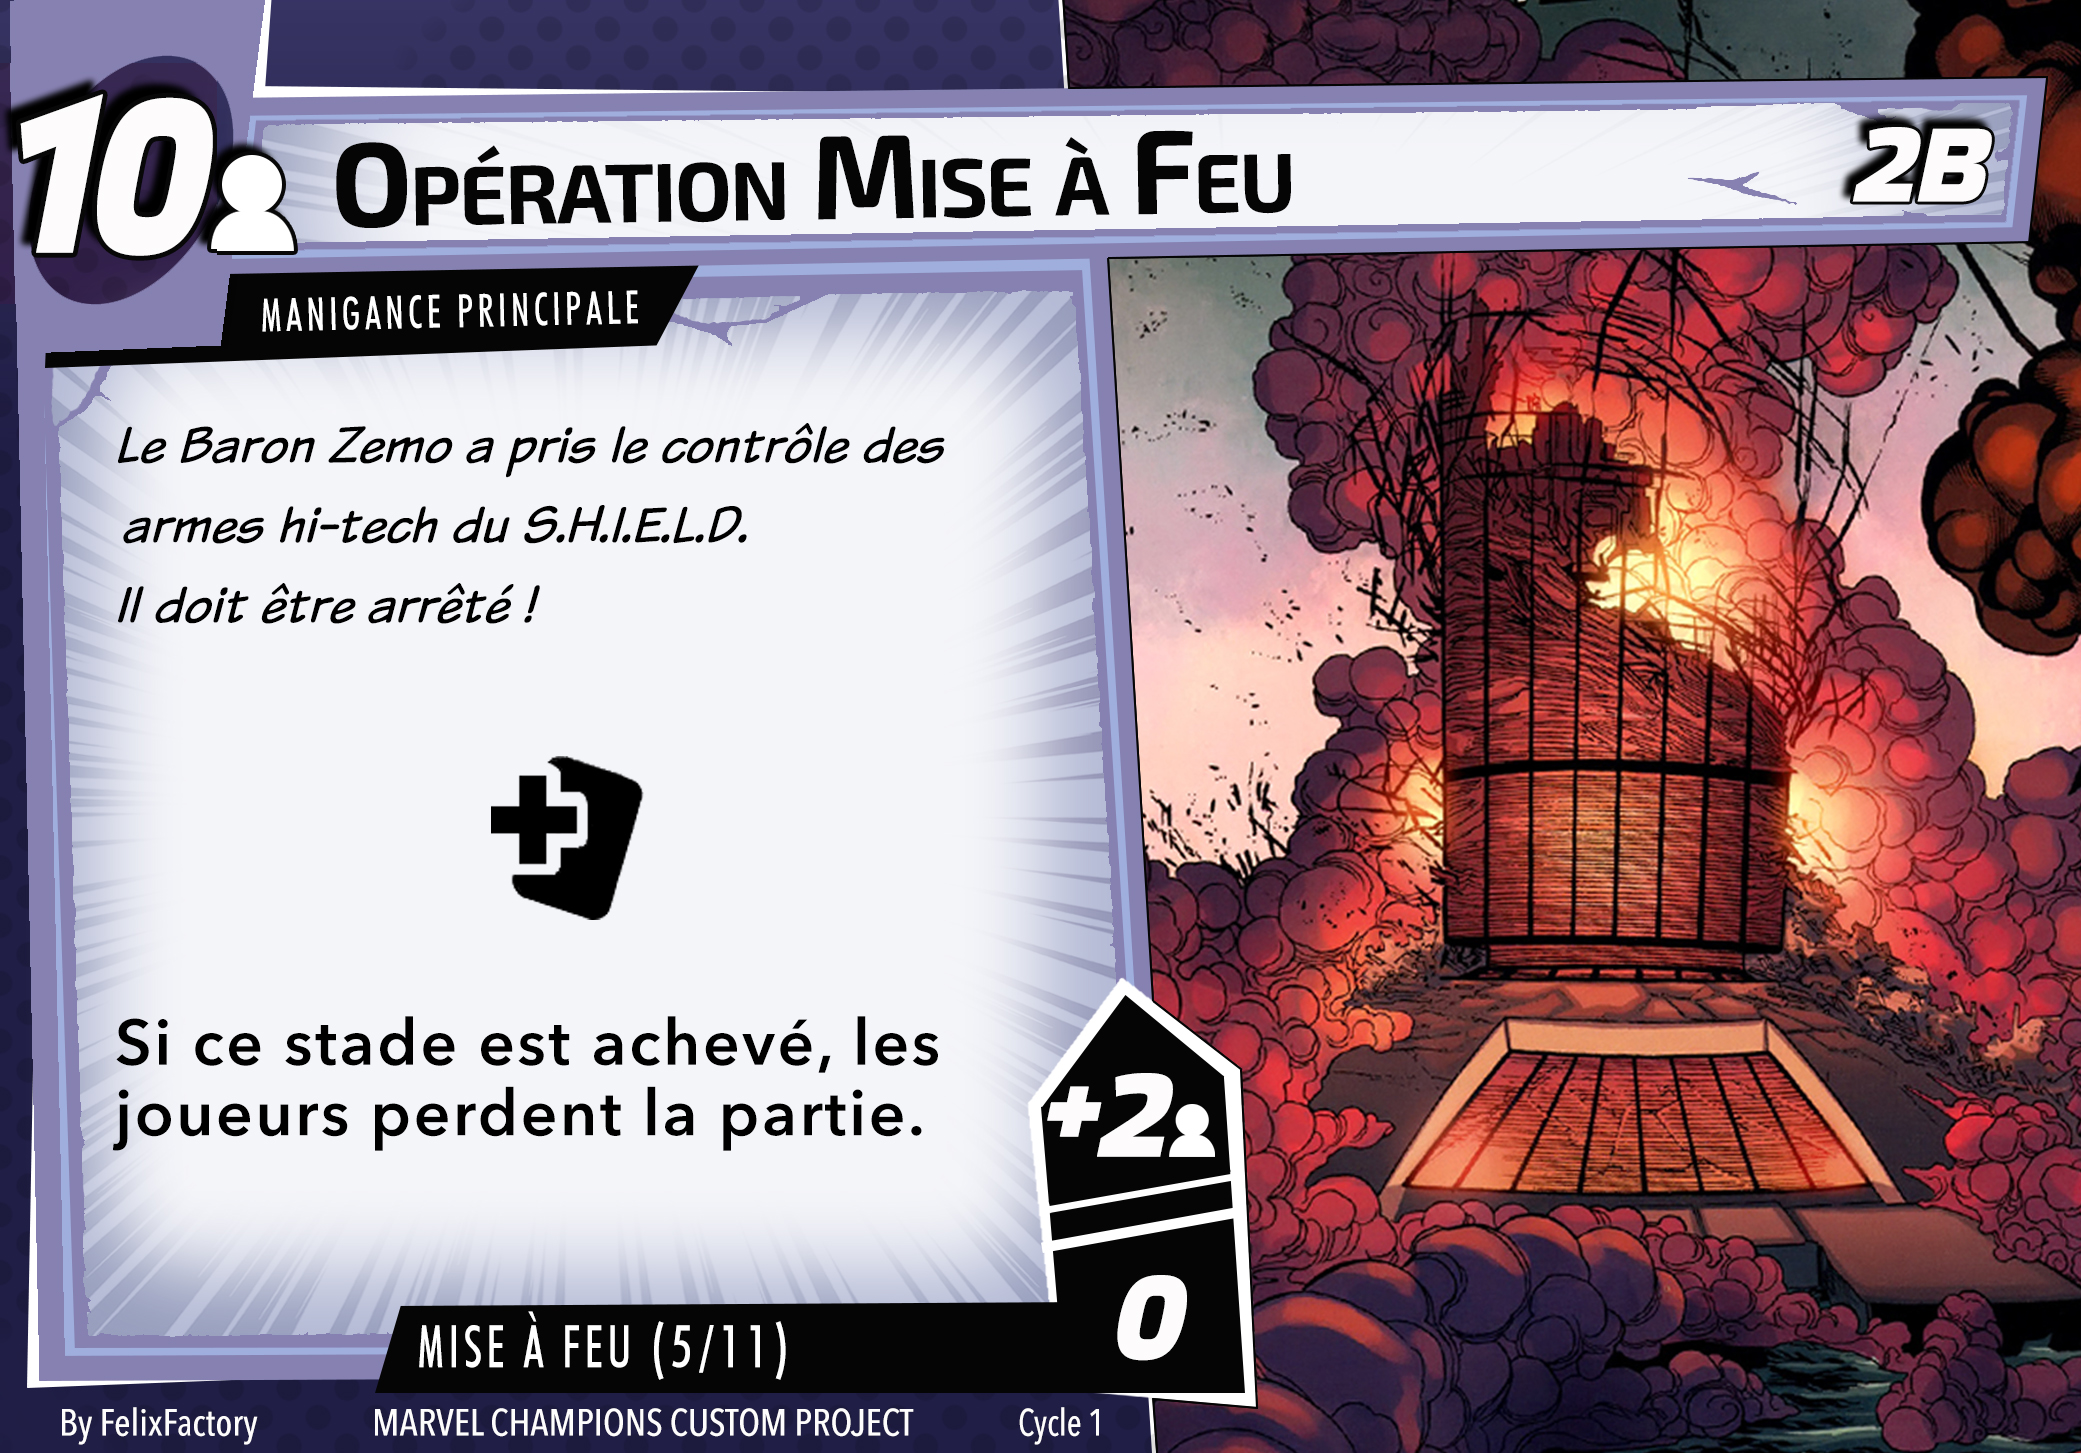 10
OPÉRATION MISE À FEU
2B
MANIGANCE PRINCIPALE
Le Baron Zemo a pris le contrôle des
armes hi-tech du S.H.I.E.L.D.
Il doit être arrêté !
Si ce stade est achevé, les
joueurs perdent la partie.
+2
0
MISE À FEU (5/11)
By FelixFactory
MARVEL CHAMPIONS CUSTOM PROJECT
Cycle 1